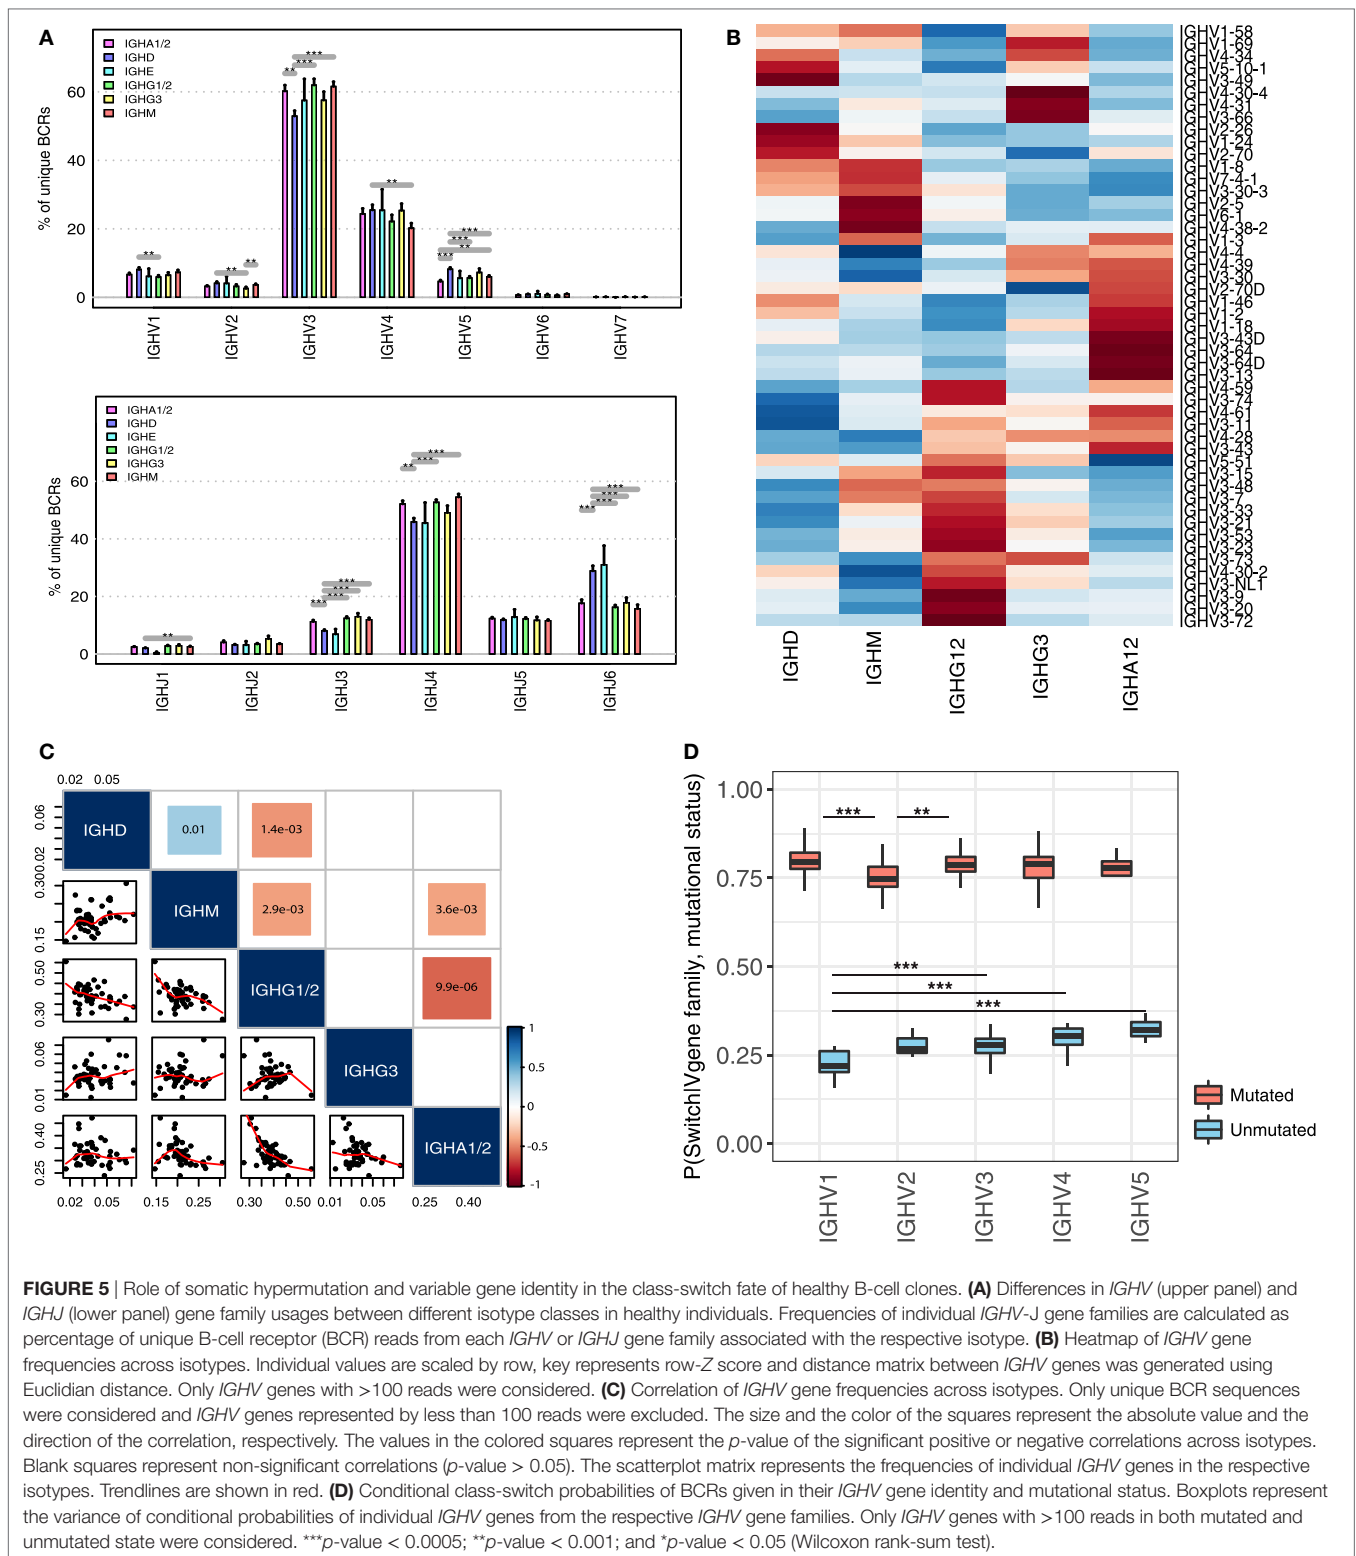 A
IGHA1/2
IGHD
IGHE
IGHG1/2
IGHG3
IGHM
% of unique BCRs
60
40
20
0
**
***
***
**
**
**
**
***
***
***
**
IGHV1
IGHV2
IGHV3
IGHV4
IGHV5
IGHV6
IGHV7
IGHA1/2
IGHD
IGHE
IGHG1/2
IGHG3
IGHM
% of unique BCRs
60
40
20
0
**
***
***
***
***
**
***
***
***
***
***
***
IGHJ1
IGHJ2
IGHJ3
IGHJ4
IGHJ5
IGHJ6
B
IGHV1-58
IGHV1-69
IGHV4-34
IGHV5-10-1
IGHV3-49
IGHV4-30-4
IGHV4-31
IGHV3-66
IGHV2-26
IGHV1-24
IGHV2-70
IGHV1-8
IGHV7-4-1
IGHV3-30-3
IGHV2-5
IGHV6-1
IGHV4-38-2
IGHV1-3
IGHV4-4
IGHV4-39
IGHV3-30
IGHV2-70D
IGHV1-46
IGHV1-2
IGHV1-18
IGHV3-43D
IGHV3-64
IGHV3-64D
IGHV3-13
IGHV4-59
IGHV3-74
IGHV4-61
IGHV3-11
IGHV4-28
IGHV3-43
IGHV5-51
IGHV3-15
IGHV3-48
IGHV3-7
IGHV3-33
IGHV3-21
IGHV3-53
IGHV3-23
IGHV3-73
IGHV4-30-2
IGHV3-NL1
IGHV3-9
IGHV3-20
IGHV3-72
IGHD
IGHM
IGHG12
IGHG3
IGHA12
C
0.02 0.05
0.06
0.02
IGHD
0.01
1.4e-03
0.30
0.15
IGHM
2.9e-03
3.6e-03
0.50
0.30
IGHG1/2
9.9e-06
0.06
0.01
IGHG3
0.40
0.25
IGHA1/2
0.02 0.05 0.15 0.25 0.30 0.50 0.01 0.05 0.25 0.40
1
0.5
0
-0.5
-1
D
P(Switch|Vgene family, mutational status)
1.00
0.75
0.50
0.25
0.00
***
**
***
***
***
IGHV1
IGHV2
IGHV3
IGHV4
IGHV5
Mutated
Unmutated
FIGURE 5 | Role of somatic hypermutation and variable gene identity in the class-switch fate of healthy B-cell clones. (A) Differences in IGHV (upper panel) and
IGHJ (lower panel) gene family usages between different isotype classes in healthy individuals. Frequencies of individual IGHV-J gene families are calculated as
percentage of unique B-cell receptor (BCR) reads from each IGHV or IGHJ gene family associated with the respective isotype. (B) Heatmap of IGHV gene
frequencies across isotypes. Individual values are scaled by row, key represents row-Z score and distance matrix between IGHV genes was generated using
Euclidian distance. Only IGHV genes with >100 reads were considered. (C) Correlation of IGHV gene frequencies across isotypes. Only unique BCR sequences
were considered and IGHV genes represented by less than 100 reads were excluded. The size and the color of the squares represent the absolute value and the
direction of the correlation, respectively. The values in the colored squares represent the p-value of the significant positive or negative correlations across isotypes.
Blank squares represent non-significant correlations (p-value > 0.05). The scatterplot matrix represents the frequencies of individual IGHV genes in the respective
isotypes. Trendlines are shown in red. (D) Conditional class-switch probabilities of BCRs given in their IGHV gene identity and mutational status. Boxplots represent
the variance of conditional probabilities of individual IGHV genes from the respective IGHV gene families. Only IGHV genes with >100 reads in both mutated and
unmutated state were considered. ***p-value < 0.0005; **p-value < 0.001; and *p-value < 0.05 (Wilcoxon rank-sum test).